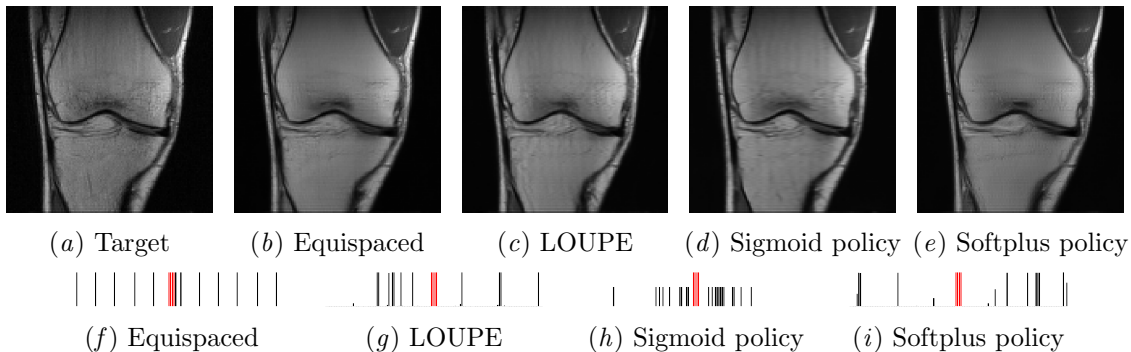 (a) Target (b) Equispaced (c) LOUPE (d) Sigmoid policy (e) Softplus policy
(f) Equispaced (g) LOUPE (h) Sigmoid policy (i) Softplus policy